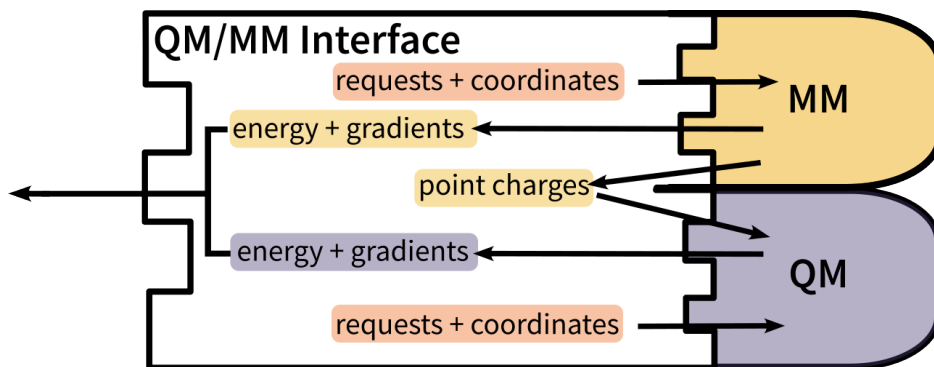 QM/MM Interface
requests + coordinates
MM
energy + gradients
point charges
energy + gradients
QM
requests + coordinates